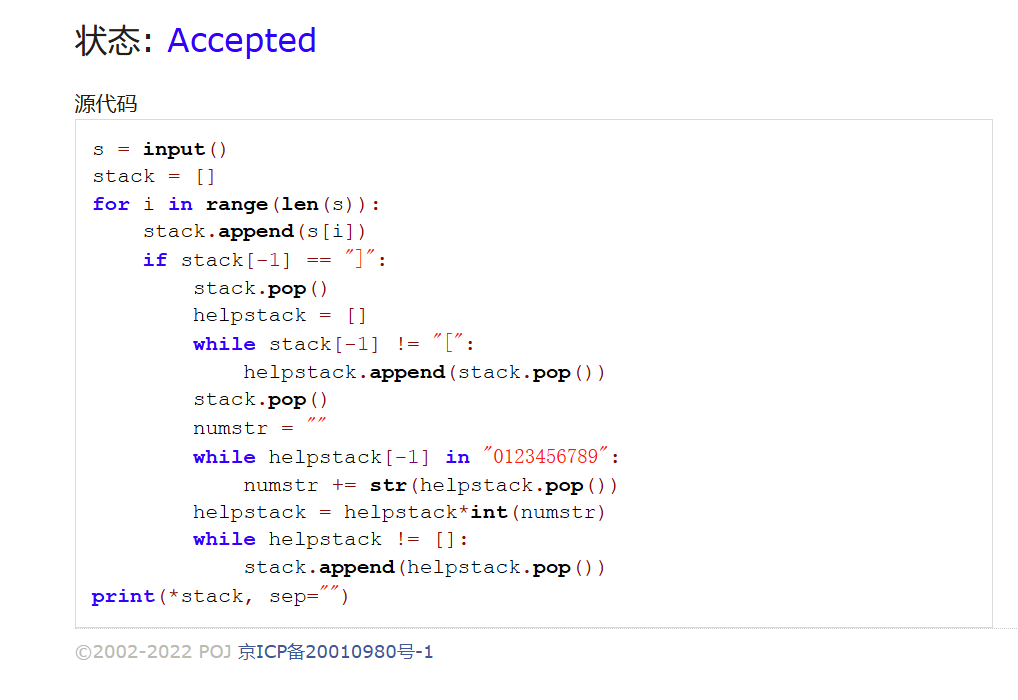 状态: Accepted
源代码
s = input()
stack = []
for i in range(len(s)):
    stack.append(s[i])
    if stack[-1] == "]":
        stack.pop()
        helpstack = []
        while stack[-1] != "[":
            helpstack.append(stack.pop())
        stack.pop()
        numstr = ""
        while helpstack[-1] in "0123456789":
            numstr += str(helpstack.pop())
        helpstack = helpstack*int(numstr)
        while helpstack != []:
            stack.append(helpstack.pop())
print(*stack, sep="")
©2002-2022 POJ 京ICP备20010980号-1